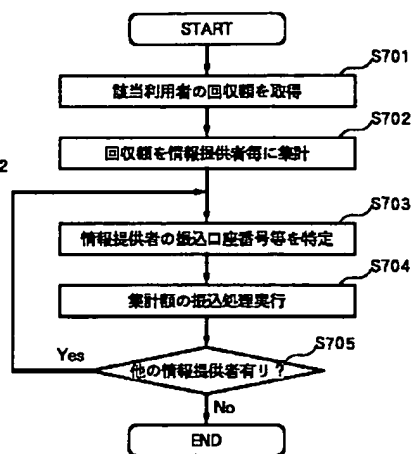 START
S701
該当利用者の回収額を取得
S702
回収額を情報提供者毎に集計
2
S703
情報提供者の振込口座番号等を特定
S704
集計額の振込処理実行
S705
Yes
他の情報提供者有リ？
No
END